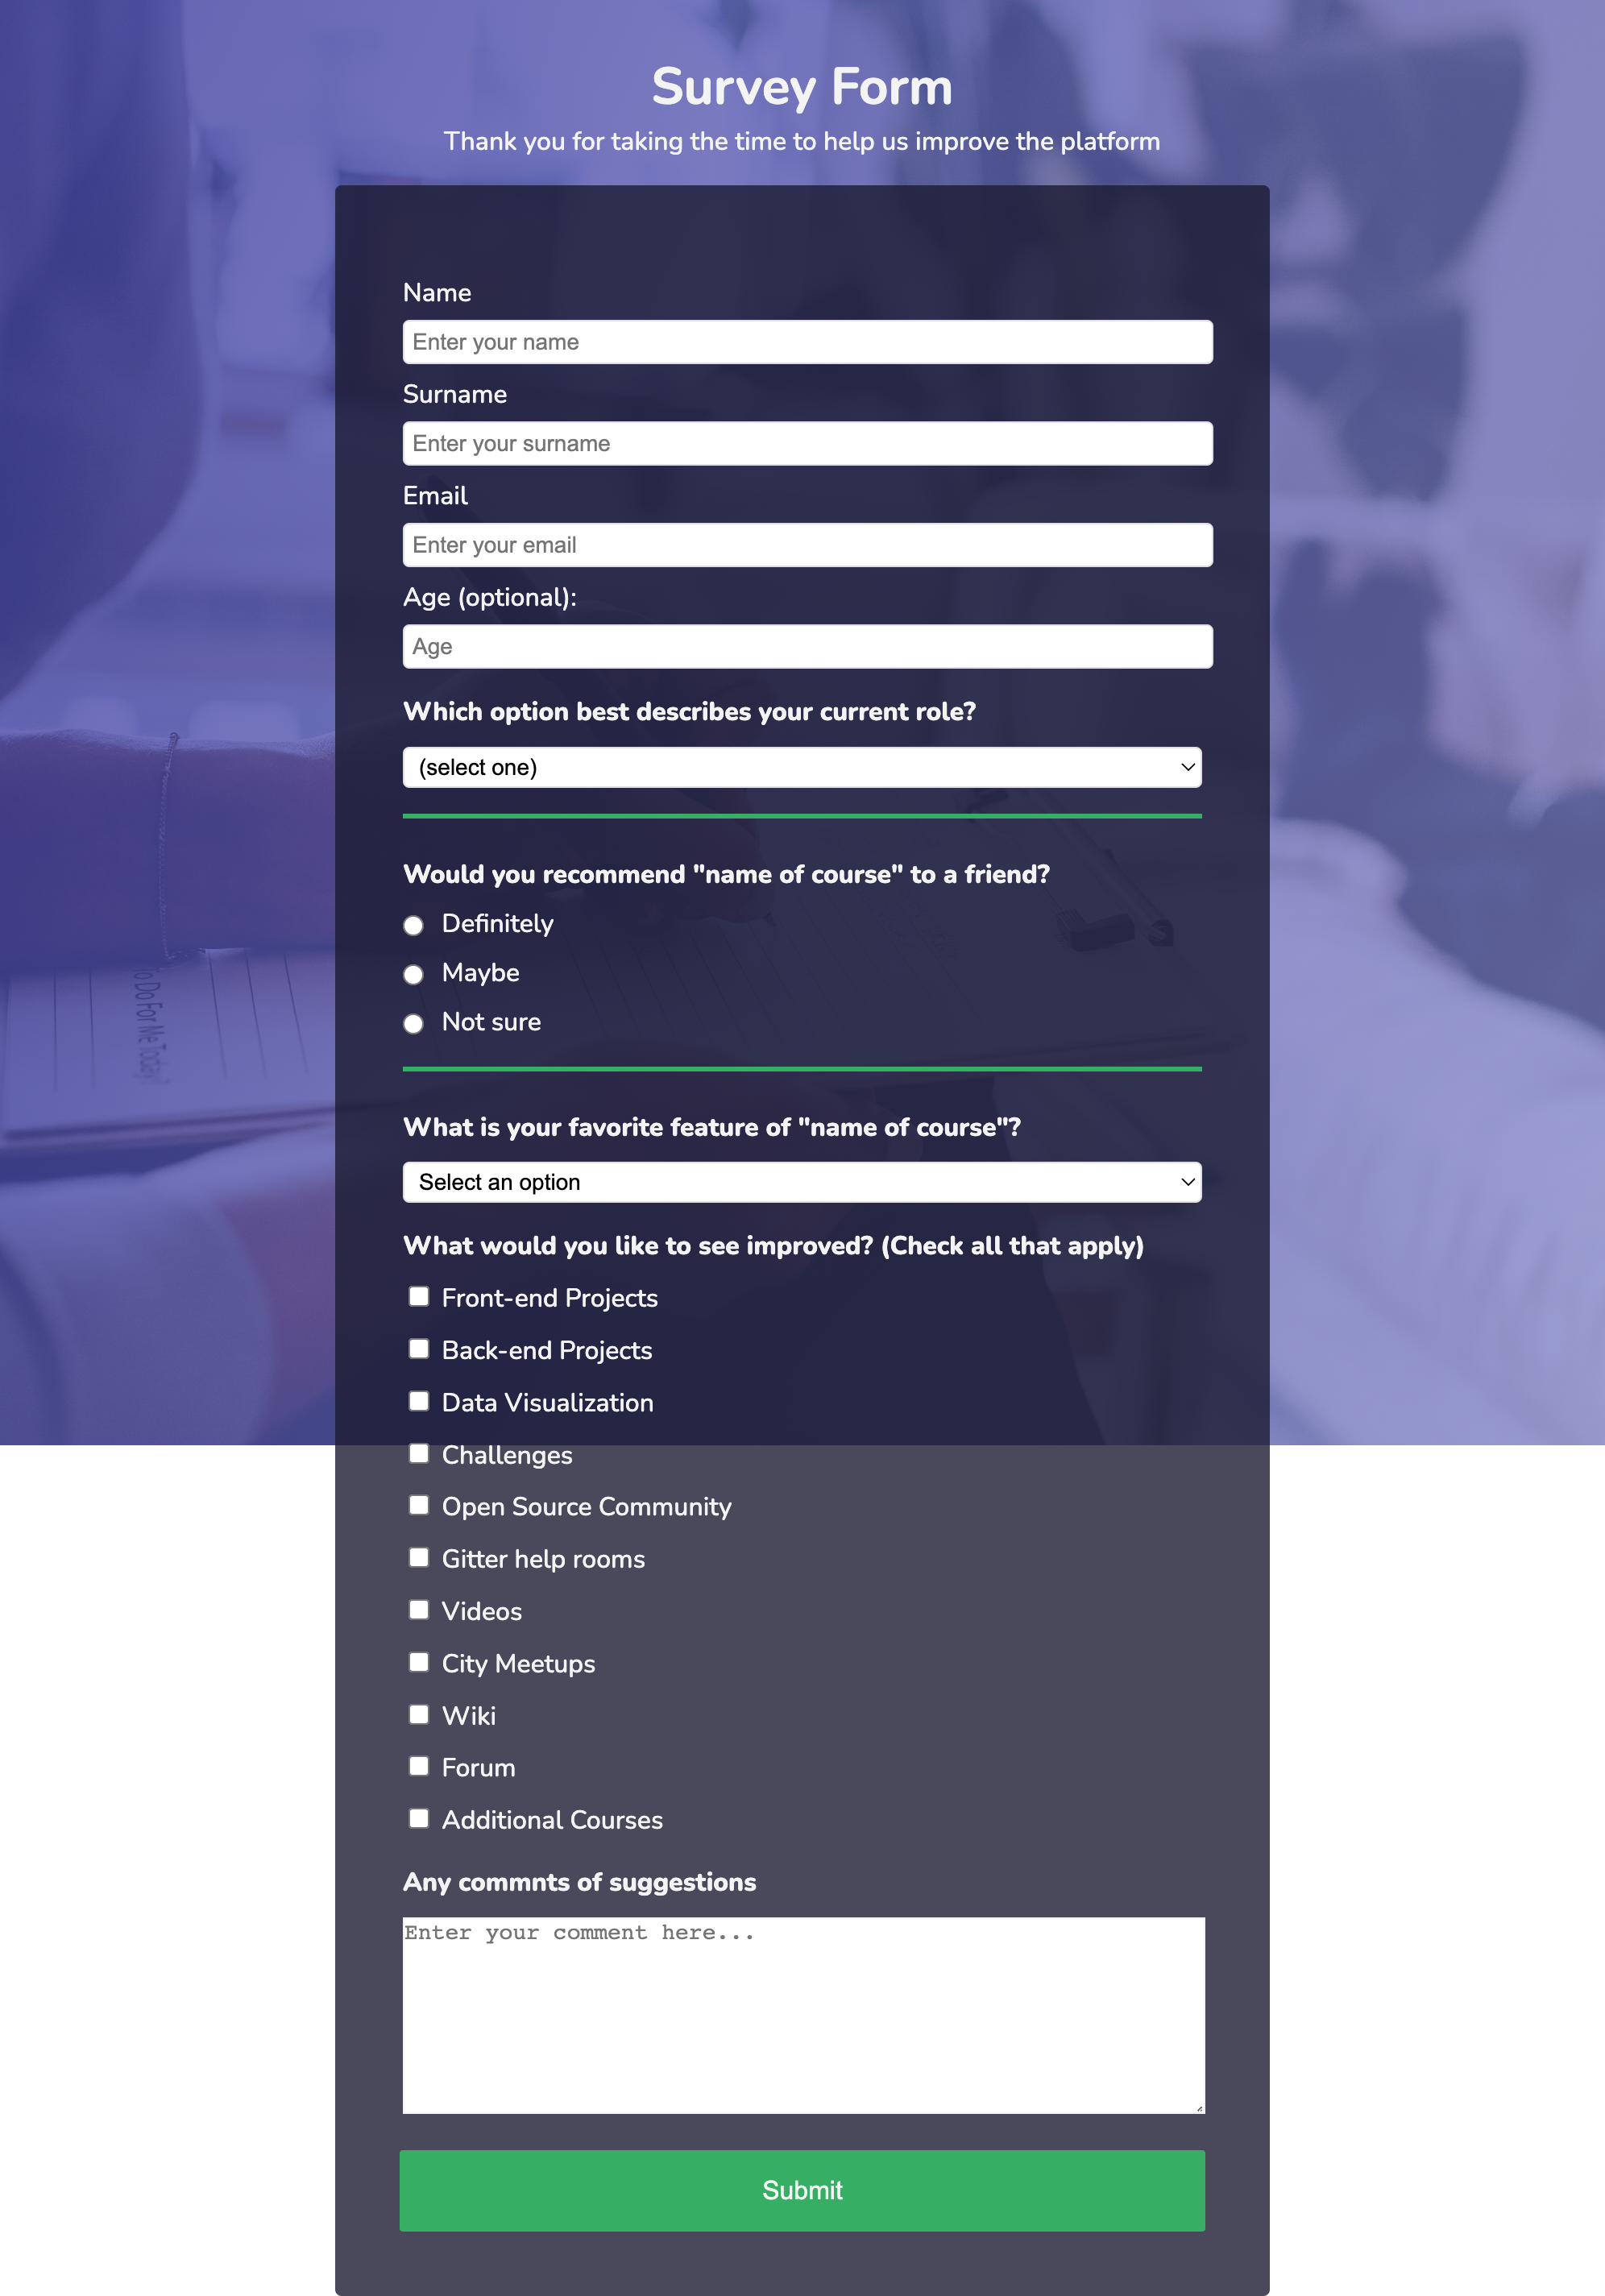 Survey Form
Thank you for taking the time to help us improve the platform
Name
Enter your name
Surname
Enter your surname
Email
Enter your email
Age (optional):
Age
Which option best describes your current role?
(select one)
Would you recommend "name of course" to a friend?
Definitely
Maybe
Not sure
To Do For Me Today!
What is your favorite feature of "name of course"?
Select an option
What would you like to see improved? (Check all that apply)
Front-end Projects
Back-end Projects
Data Visualization
Challenges
Open Source Community
Gitter help rooms
Videos
City Meetups
Wiki
Forum
Additional Courses
Any commnts of suggestions
Enter your comment here...
Submit